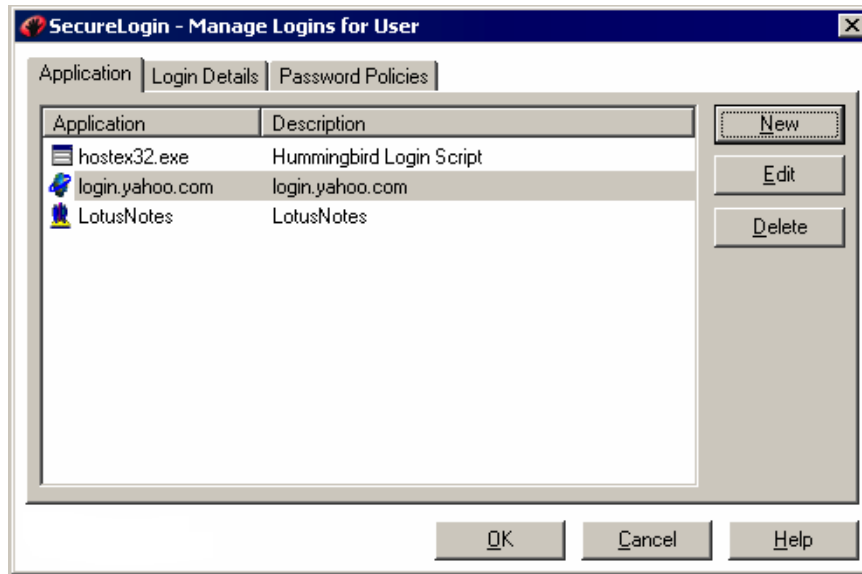 SecureLogin - Manage Logins for User
Application Login Details Password Policies
Application Description
hostex32.exe Hummingbird Login Script
login.yahoo.com login.yahoo.com
LotusNotes LotusNotes
New
Edit
Delete
OK Cancel Help